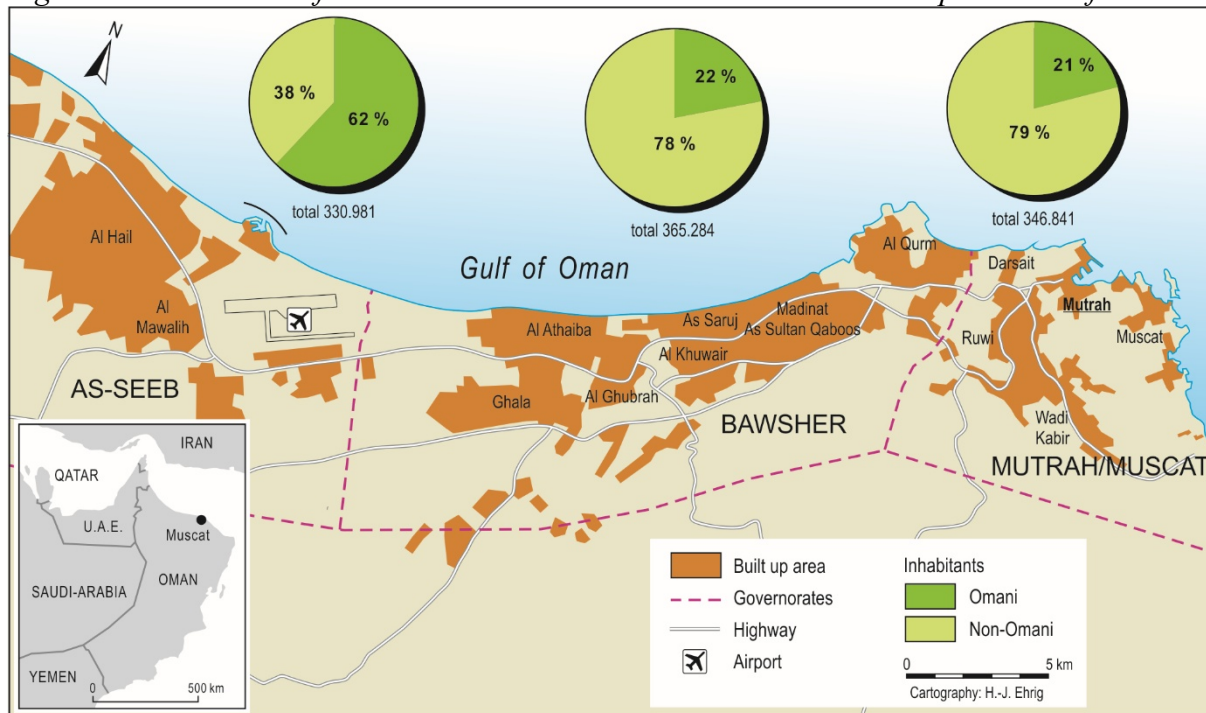 N
38 %
62 %
total 330.981
22 %
78 %
total 365.284
21 %
79 %
total 346.841
Gulf of Oman
Al Hail
Al
Mawalih
AS-SEEB
Al Athaiba
Ghala
Al Ghubrah
As Saruj
Al Khuwair
Madinat
As Sultan Qaboos
BAWSHER
Al Qurm
Darsait
Mutrah
Ruwi
Muscat
Wadi
Kabir
MUTRAH/MUSCAT
IRAN
QATAR
U.A.E.
Muscat
OMAN
SAUDI-ARABIA
YEMEN
0 500 km
Built up area
Governorates
Highway
Airport
Inhabitants
Omani
Non-Omani
0 5 km
Cartography: H.-J. Ehrig